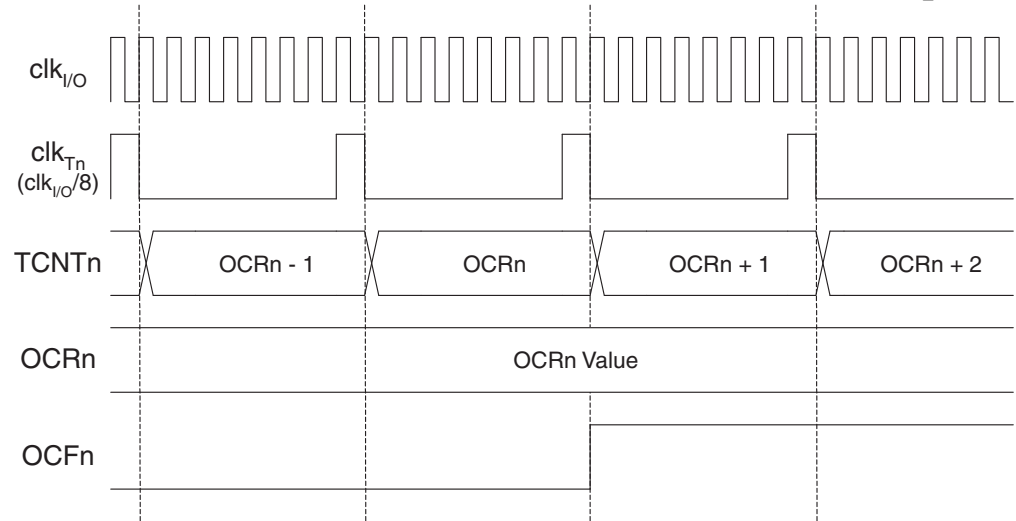 clkI/O
clkTn
(clkI/O/8)
TCNTn OCRn - 1 OCRn OCRn + 1 OCRn + 2
OCRn OCRn Value
OCFn